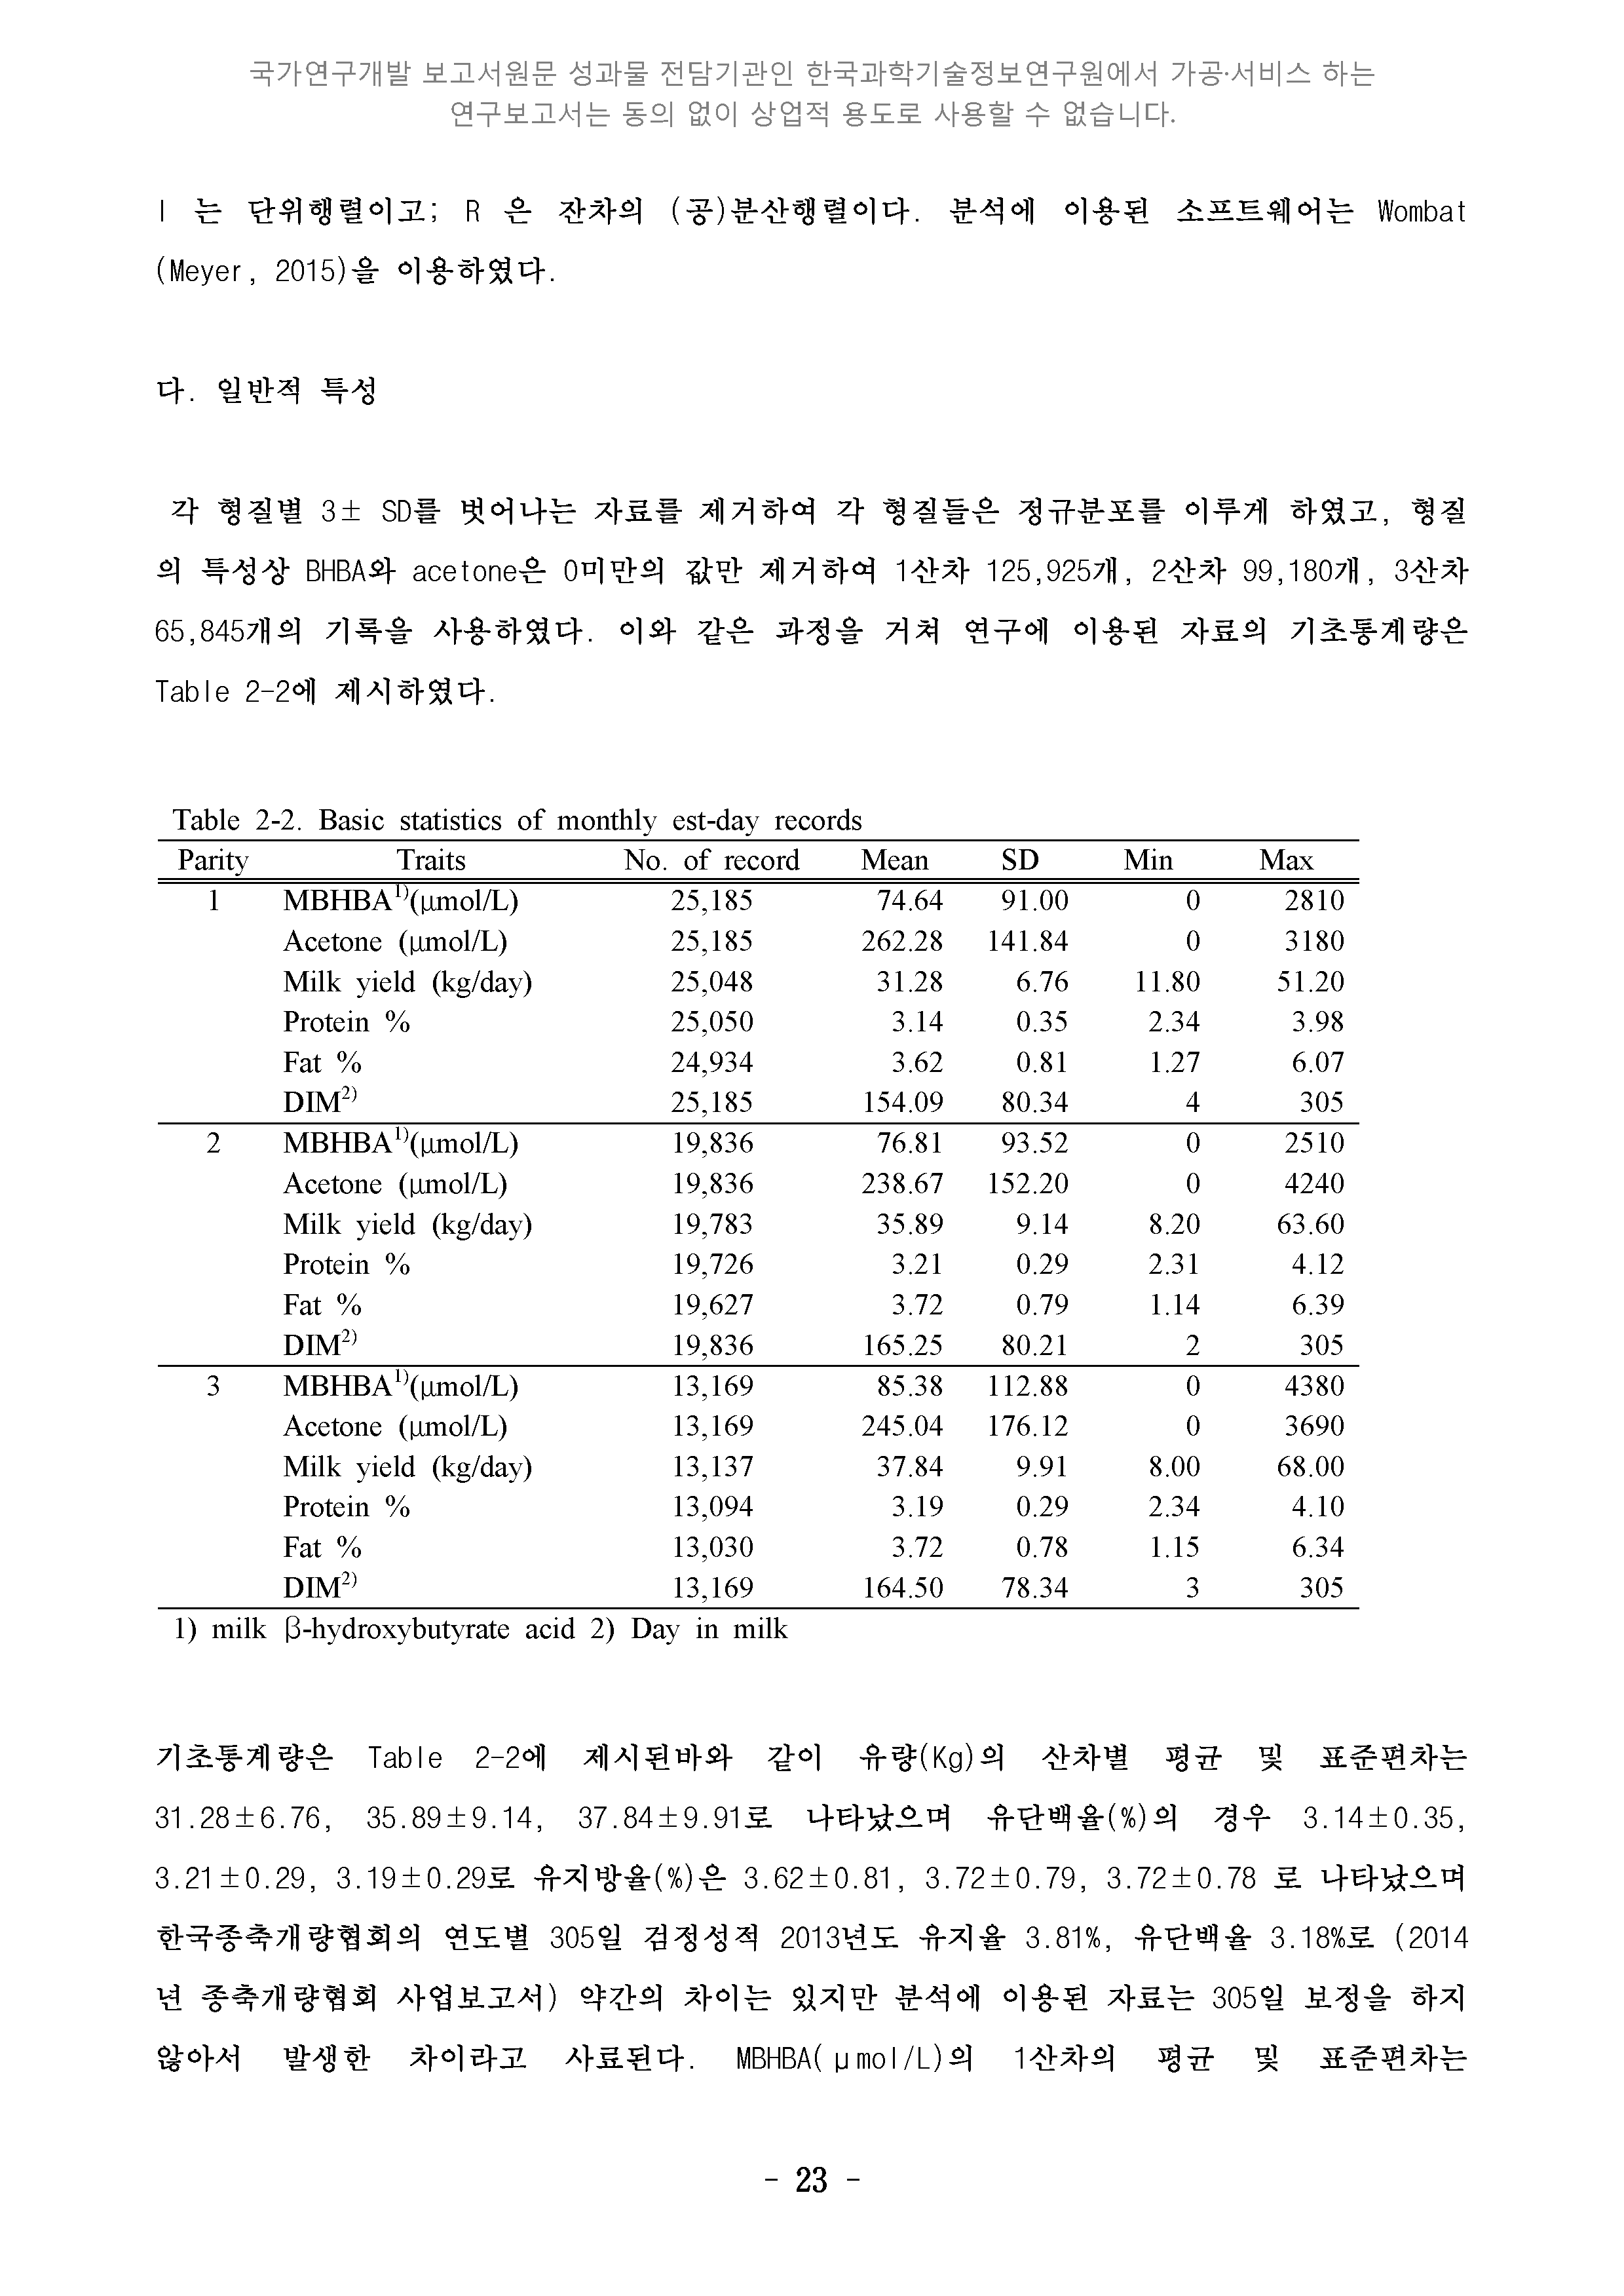 국가연구개발 보고서원문 성과물 전담기관인 한국과학기술정보연구원에서 가공·서비스 하는
연구보고서는 동의 없이 상업적 용도로 사용할 수 없습니다.
I 는 단위행렬이고; R 은 잔차의 (공)분산행렬이다. 분석에 이용된 소프트웨어는 Wombat
(Meyer, 2015)을 이용하였다.
다. 일반적 특성
각 형질별 3± SD를 벗어나는 자료를 제거하여 각 형질들은 정규분포를 이루게 하였고, 형질
의 특성상 BHBA와 acetone은 0미만의 값만 제거하여 1산차 125,925개, 2산차 99,180개, 3산차
65,845개의 기록을 사용하였다. 이와 같은 과정을 거쳐 연구에 이용된 자료의 기초통계량은
Table 2-2에 제시하였다.
Table 2-2. Basic statistics of monthly est-day records
Parity Traits No. of record Mean SD Min Max
1 MBHBA1)(μmol/L) 25,185 74.64 91.00 0 2810
Acetone (μmol/L) 25,185 262.28 141.84 0 3180
Milk yield (kg/day) 25,048 31.28 6.76 11.80 51.20
Protein % 25,050 3.14 0.35 2.34 3.98
Fat % 24,934 3.62 0.81 1.27 6.07
DIM2) 25,185 154.09 80.34 4 305
2 MBHBA1)(μmol/L) 19,836 76.81 93.52 0 2510
Acetone (μmol/L) 19,836 238.67 152.20 0 4240
Milk yield (kg/day) 19,783 35.89 9.14 8.20 63.60
Protein % 19,726 3.21 0.29 2.31 4.12
Fat % 19,627 3.72 0.79 1.14 6.39
DIM2) 19,836 165.25 80.21 2 305
3 MBHBA1)(μmol/L) 13,169 85.38 112.88 0 4380
Acetone (μmol/L) 13,169 245.04 176.12 0 3690
Milk yield (kg/day) 13,137 37.84 9.91 8.00 68.00
Protein % 13,094 3.19 0.29 2.34 4.10
Fat % 13,030 3.72 0.78 1.15 6.34
DIM2) 13,169 164.50 78.34 3 305
1) milk β-hydroxybutyrate acid 2) Day in milk
기초통계량은 Table 2-2에 제시된바와 같이 유량(Kg)의 산차별 평균 및 표준편차는
31.28±6.76, 35.89±9.14, 37.84±9.91로 나타났으며 유단백율(%)의 경우 3.14±0.35,
3.21±0.29, 3.19±0.29로 유지방율(%)은 3.62±0.81, 3.72±0.79, 3.72±0.78 로 나타났으며
한국종축개량협회의 연도별 305일 검정성적 2013년도 유지율 3.81%, 유단백율 3.18%로 (2014
년 종축개량협회 사업보고서) 약간의 차이는 있지만 분석에 이용된 자료는 305일 보정을 하지
않아서 발생한 차이라고 사료된다. MBHBA(μmol/L)의 1산차의 평균 및 표준편차는
- 23 -